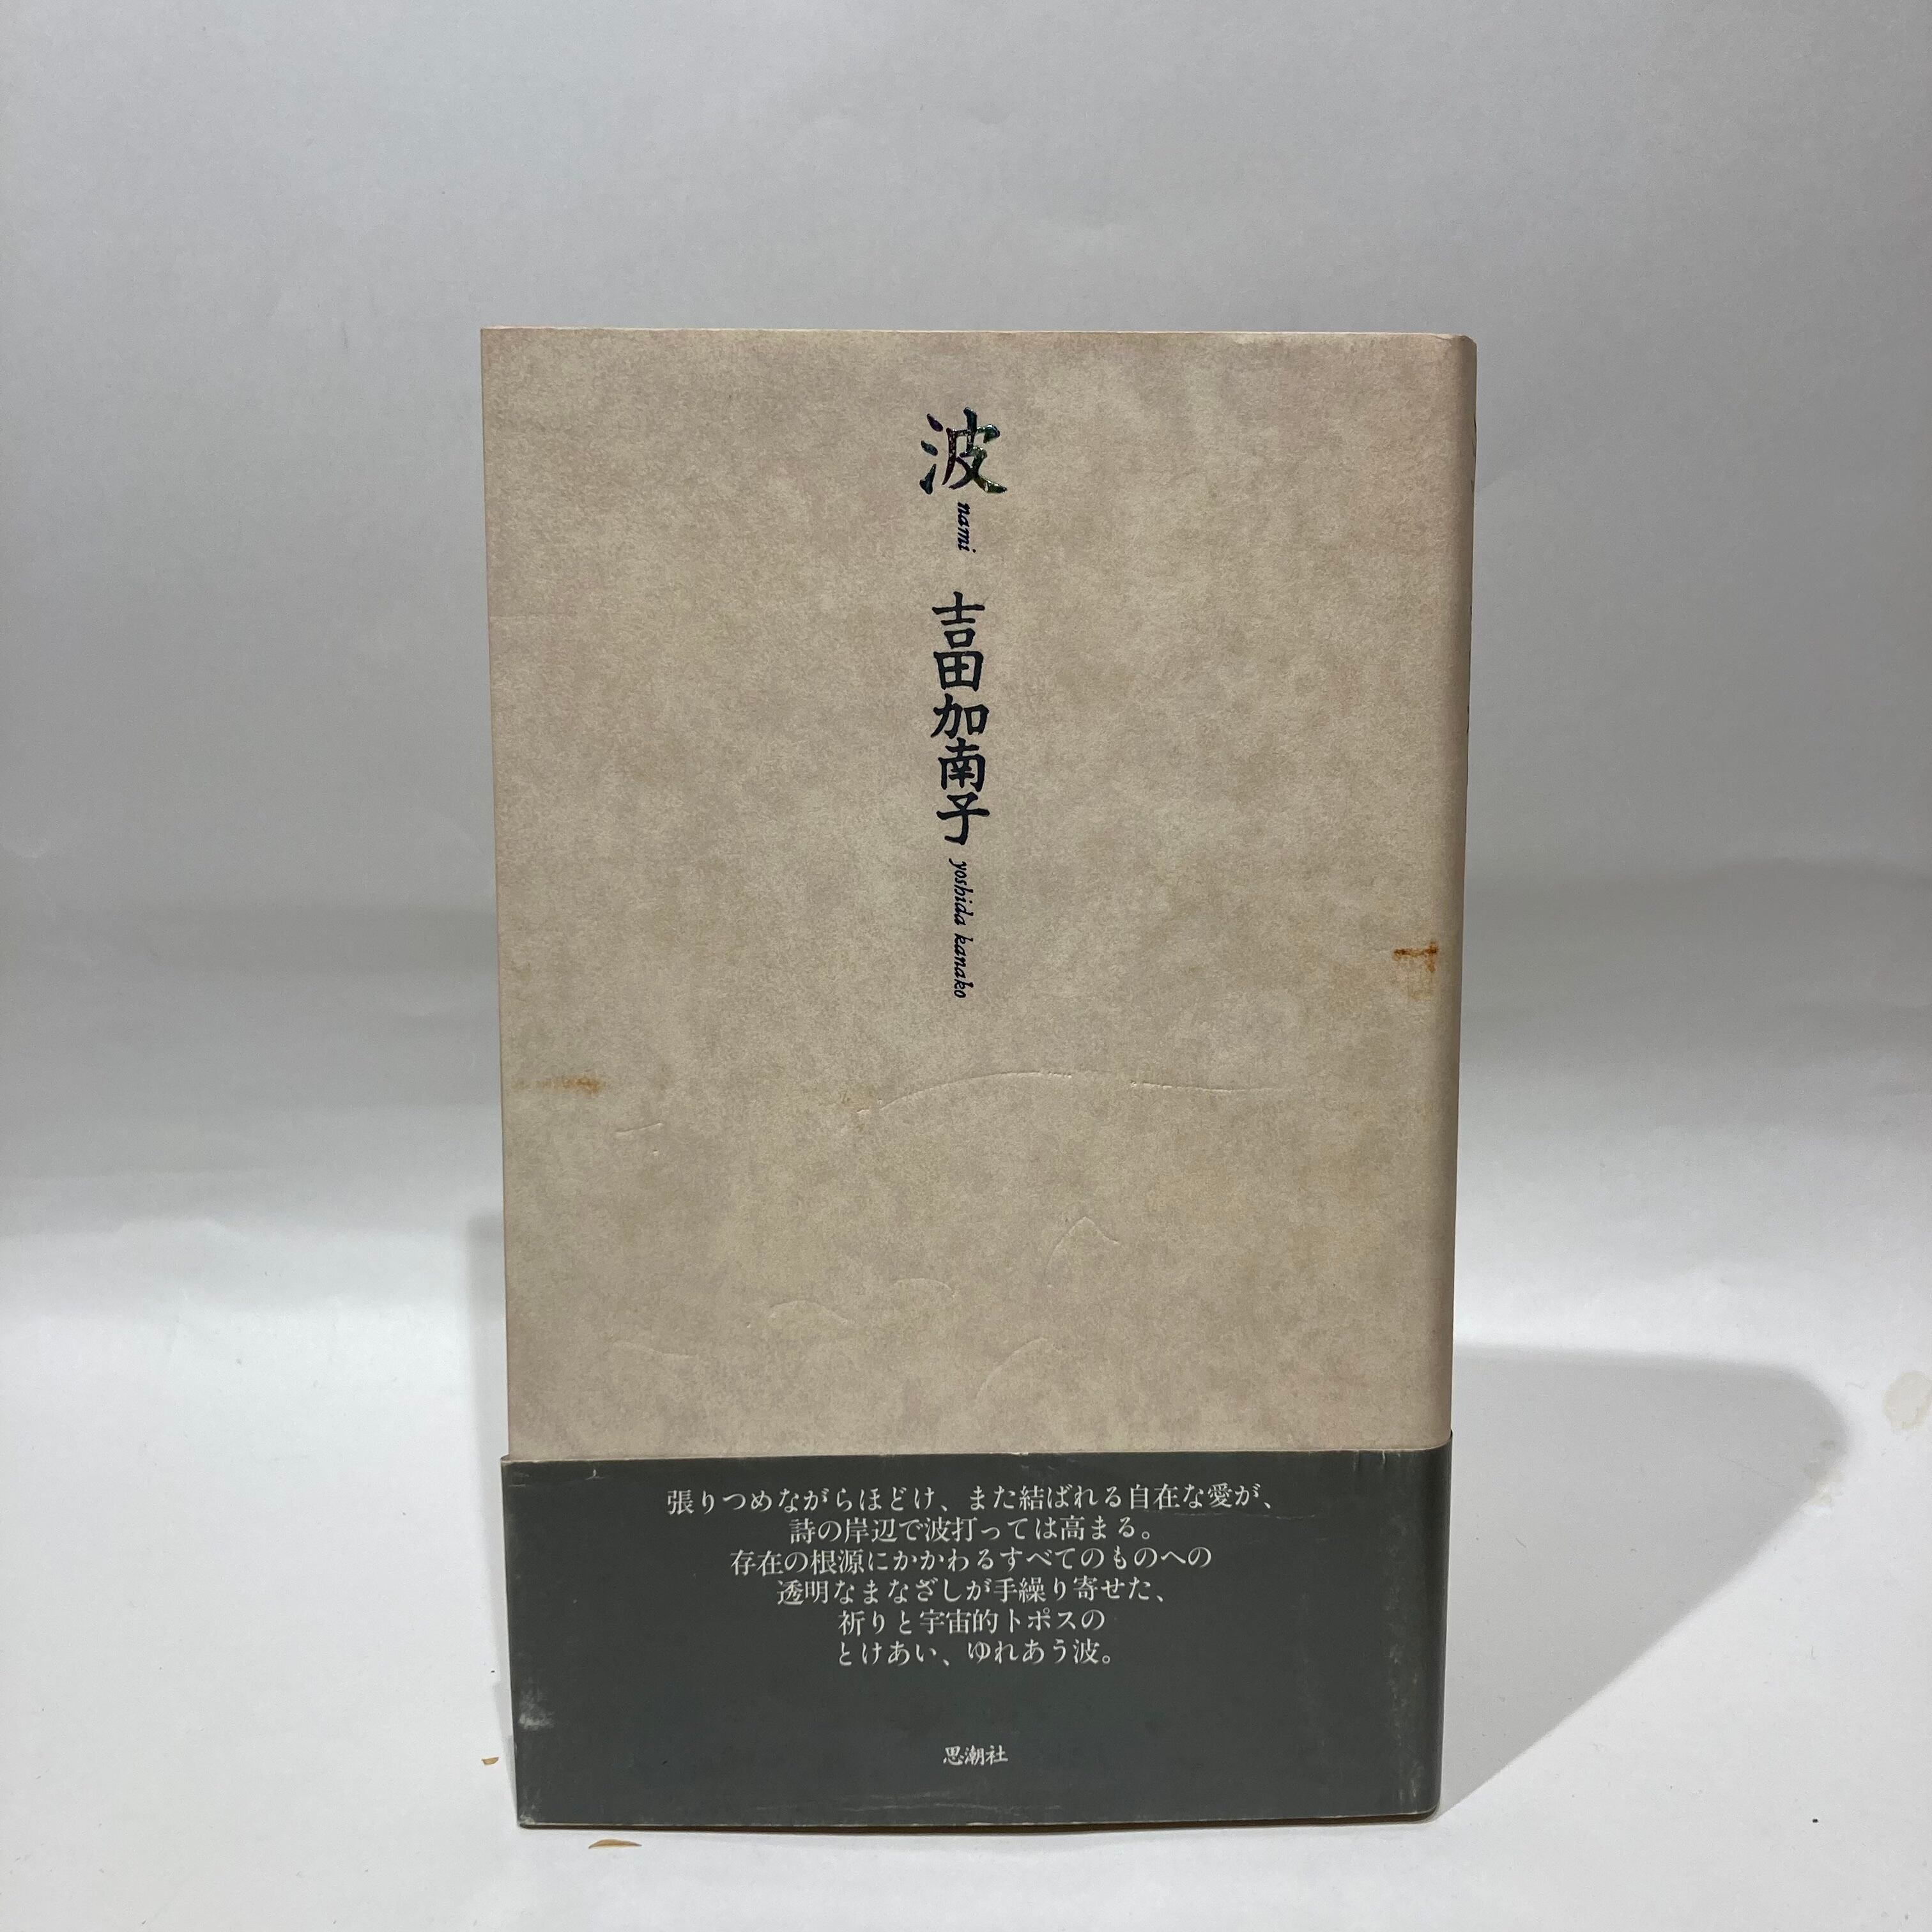 波
nami
吉田加南子
yoshida kanako
張りつめながらほどけ、また結ばれる自在な愛が、
詩の岸辺で波打っては高まる。
存在の根源にかかわるすべてのものへの
透明なまなざしが手繰り寄せた、
祈りと宇宙的トポスの
とけあい、ゆれあう波。
思潮社